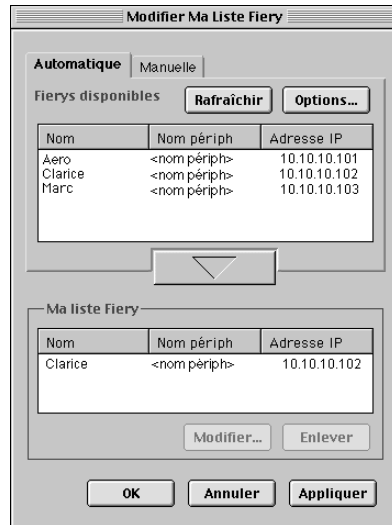 Modifier Ma Liste Fiery
Automatique Manuelle
Fierys disponibles Rafraîchir Options...
Nom Nom périph Adresse IP
Aero <nom périph> 10.10.10.101
Clarice <nom périph> 10.10.10.102
Marc <nom périph> 10.10.10.103
Ma liste Fiery
Nom Nom périph Adresse IP
Clarice <nom périph> 10.10.10.102
Modifier... Enlever
OK Annuler Appliquer